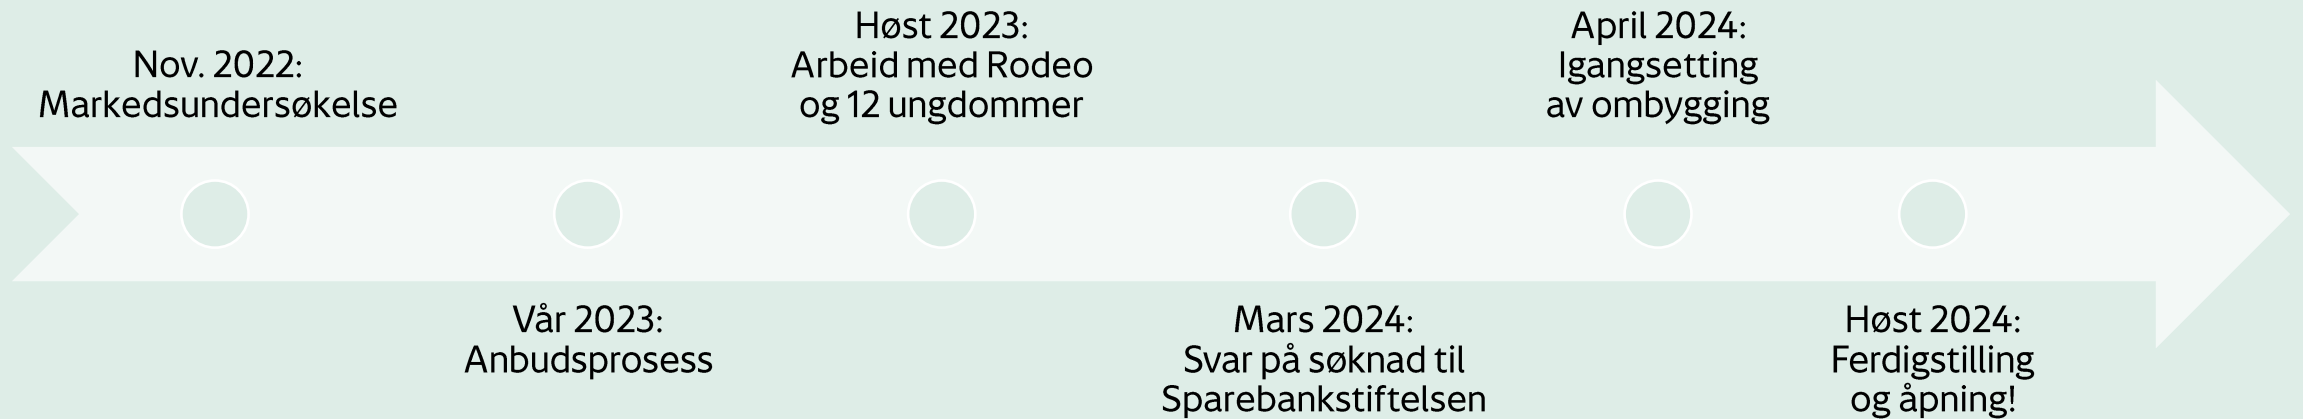 Nov. 2022:
Markedsundersøkelse
Vår 2023:
Anbudsprosess
Høst 2023:
Arbeid med Rodeo
og 12 ungdommer
Mars 2024:
Svar på søknad til
Sparebankstiftelsen
April 2024:
Igangsetting
av ombygging
Høst 2024:
Ferdigstilling
og åpning!